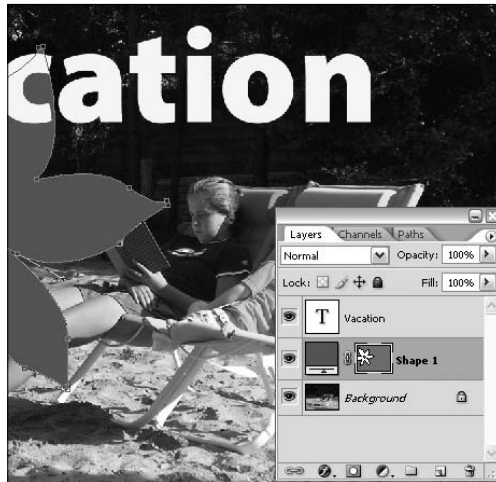 cation
Layers Channels Paths
Normal Opacity: 100%
Lock: Fill: 100%
T Vacation
Shape 1
Background